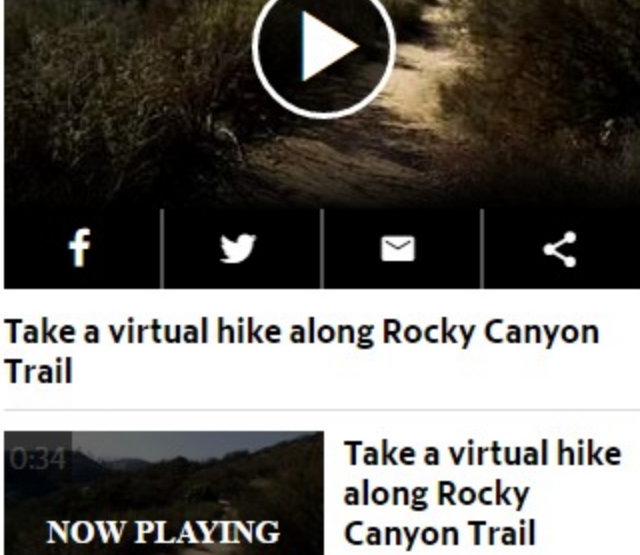 Take a virtual hike along Rocky Canyon
Trail
0:34
NOW PLAYING
Take a virtual hike
along Rocky
Canyon Trail